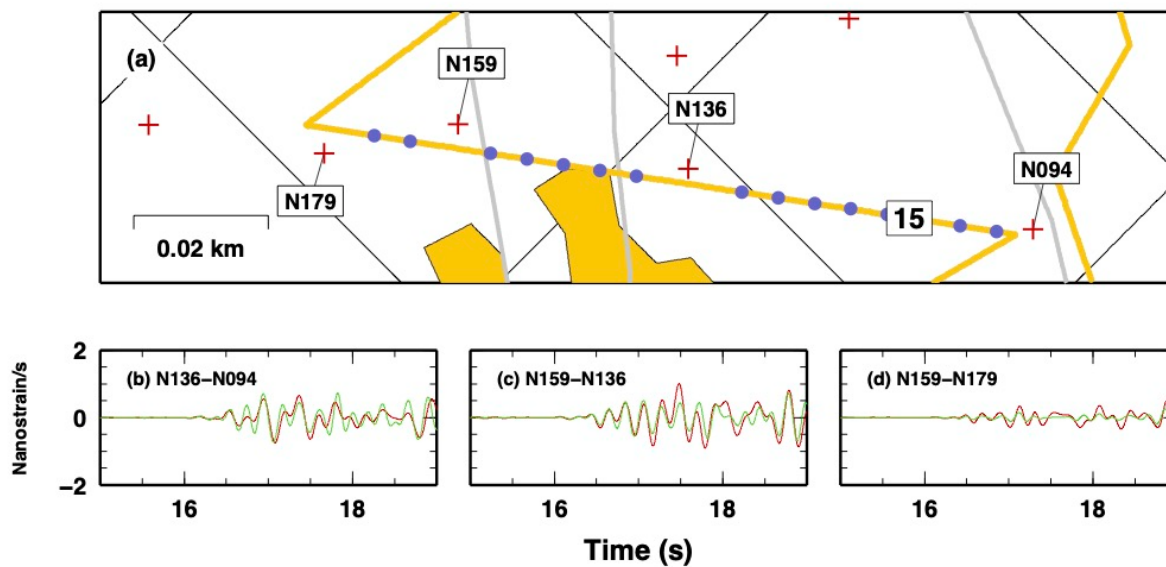 (a)
N159
N136
N179
N094
15
0.02 km
Nanostrain/s
2
0
−2
(b) N136−N094
(c) N159−N136
(d) N159−N179
16
18
16
18
16
18
Time (s)